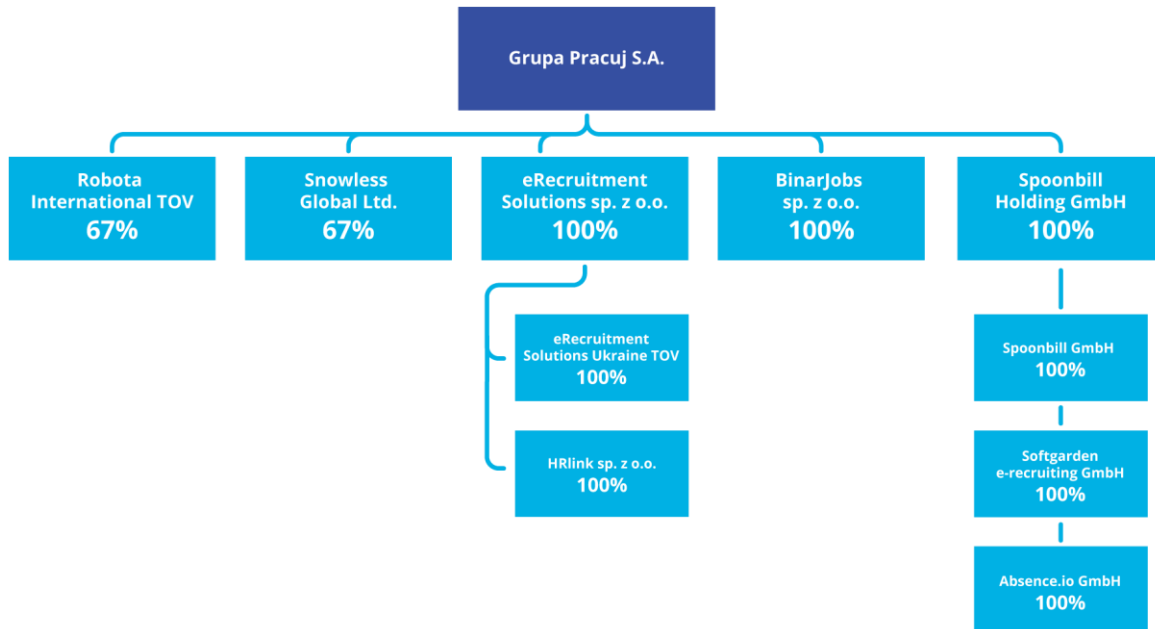 Grupa Pracuj S.A.
Robota
International TOV
67%
Snowless
Global Ltd.
67%
eRecruitment
Solutions sp. z o.o.
100%
BinarJobs
sp. z o.o.
100%
Spoonbill
Holding GmbH
100%
eRecruitment
Solutions Ukraine TOV
100%
HRlink sp. z o.o.
100%
Spoonbill GmbH
100%
Softgarden
e-recruiting GmbH
100%
Absence.io GmbH
100%